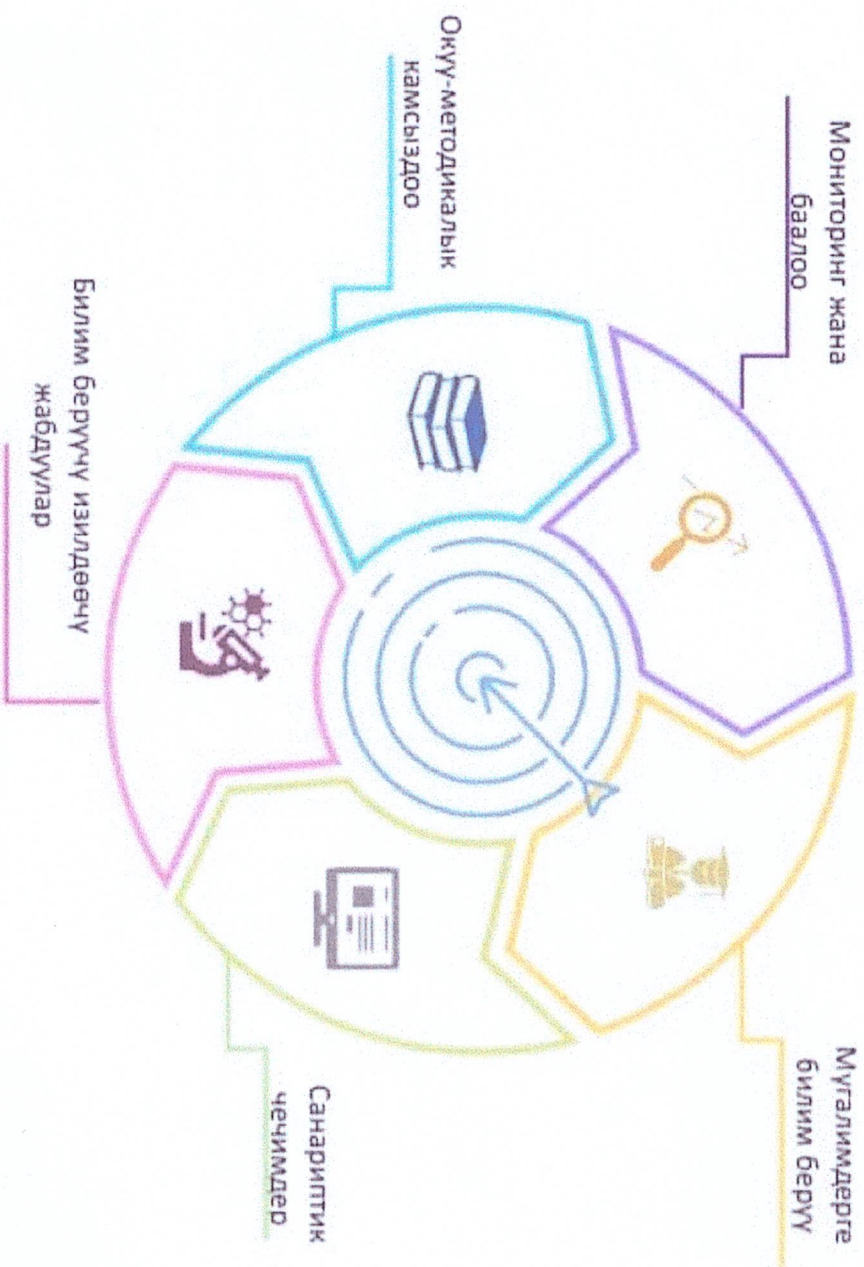 Мониторинг жана
баалоо
Мугалимдерге
билим берүү
Окуу-методикалык
камсыздоо
Санариптик
чечимдер
Билим берүүчү изилдөөчү
жабдуулар